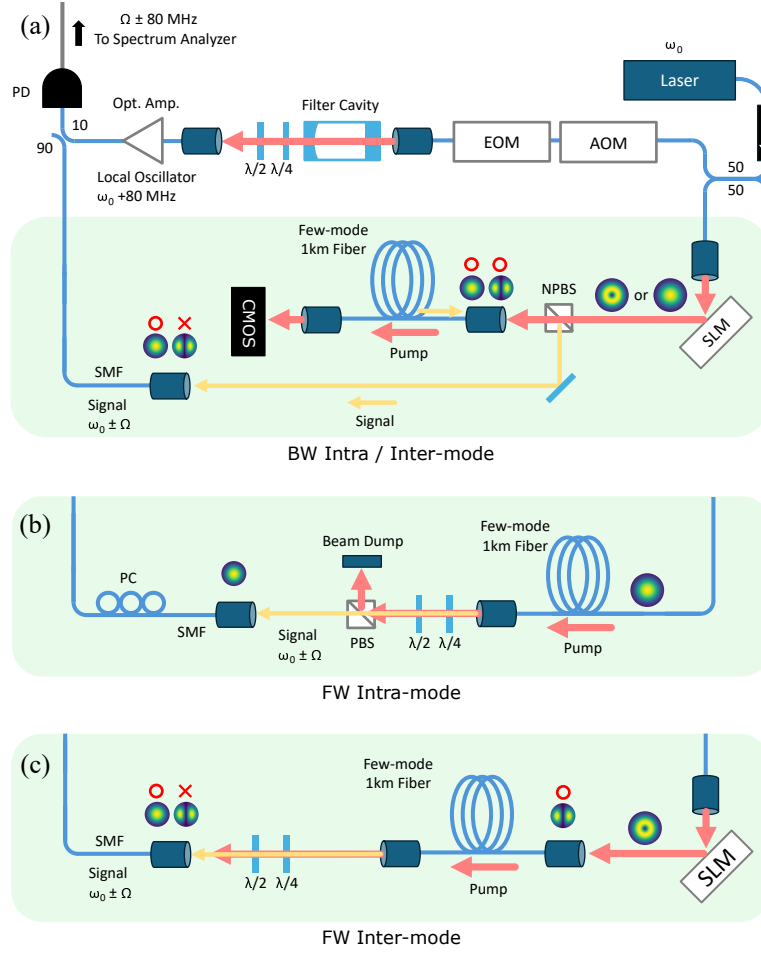 (a)
Ω ± 80 MHz
To Spectrum Analyzer
PD
10
90
Opt. Amp.
Local Oscillator
ω₀ +80 MHz
λ/2 λ/4
Filter Cavity
EOM
AOM
ω₀
Laser
50
50
Few-mode
1km Fiber
CMOS
Pump
NPBS
or
SLM
SMF
Signal
ω₀ ± Ω
Signal
BW Intra / Inter-mode
(b)
PC
SMF
Signal
ω₀ ± Ω
Beam Dump
PBS
λ/2 λ/4
Few-mode
1km Fiber
Pump
FW Intra-mode
(c)
SMF
Signal
ω₀ ± Ω
λ/2 λ/4
Few-mode
1km Fiber
Pump
SLM
FW Inter-mode